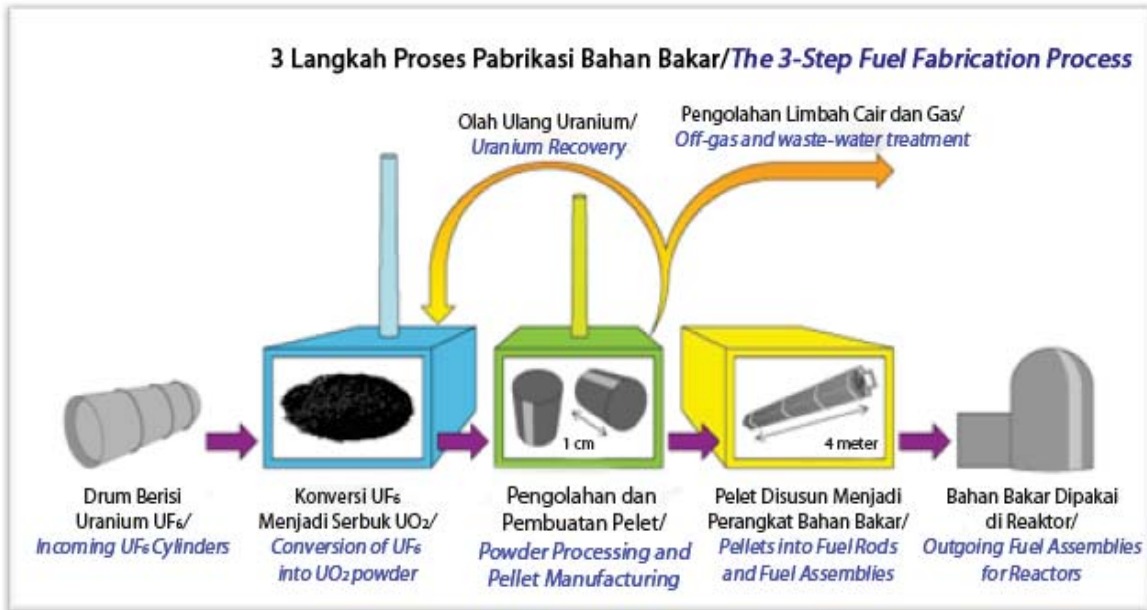 3 Langkah Proses Pabrikasi Bahan Bakar/The 3-Step Fuel Fabrication Process
Olah Ulang Uranium/
Uranium Recovery
Pengolahan Limbah Cair dan Gas/
Off-gas and waste-water treatment
1 cm
4 meter
Drum Berisi
Uranium UF₆/
Incoming UF₆ Cylinders
Konversi UF₆
Menjadi Serbuk UO₂/
Conversion of UF₆
into UO₂ powder
Pengolahan dan
Pembuatan Pelet/
Powder Processing and
Pellet Manufacturing
Pelet Disusun Menjadi
Perangkat Bahan Bakar/
Pellets into Fuel Rods
and Fuel Assemblies
Bahan Bakar Dipakai
di Reaktor/
Outgoing Fuel Assemblies
for Reactors